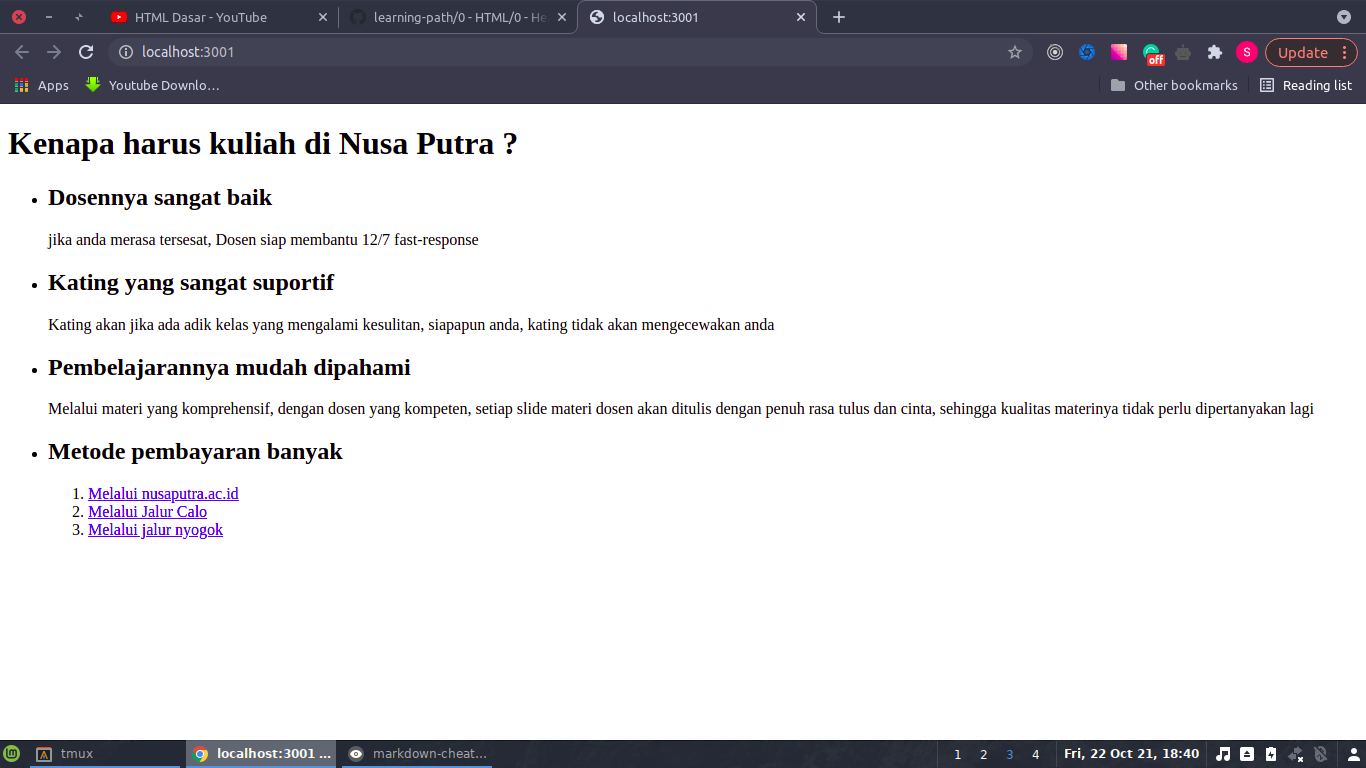 HTML Dasar - YouTube
learning-path/0 - HTML/0 - He
localhost:3001
localhost:3001
off
S
Update
Apps
Youtube Downlo…
Other bookmarks
Reading list
Kenapa harus kuliah di Nusa Putra ?
Dosennya sangat baik
jika anda merasa tersesat, Dosen siap membantu 12/7 fast-response
Kating yang sangat suportif
Kating akan jika ada adik kelas yang mengalami kesulitan, siapapun anda, kating tidak akan mengecewakan anda
Pembelajarannya mudah dipahami
Melalui materi yang komprehensif, dengan dosen yang kompeten, setiap slide materi dosen akan ditulis dengan penuh rasa tulus dan cinta, sehingga kualitas materinya tidak perlu dipertanyakan lagi
Metode pembayaran banyak
1. Melalui nusaputra.ac.id
2. Melalui Jalur Calo
3. Melalui jalur nyogok
tmux
localhost:3001 ...
markdown-cheat...
1 2 3 4
Fri, 22 Oct 21, 18:40